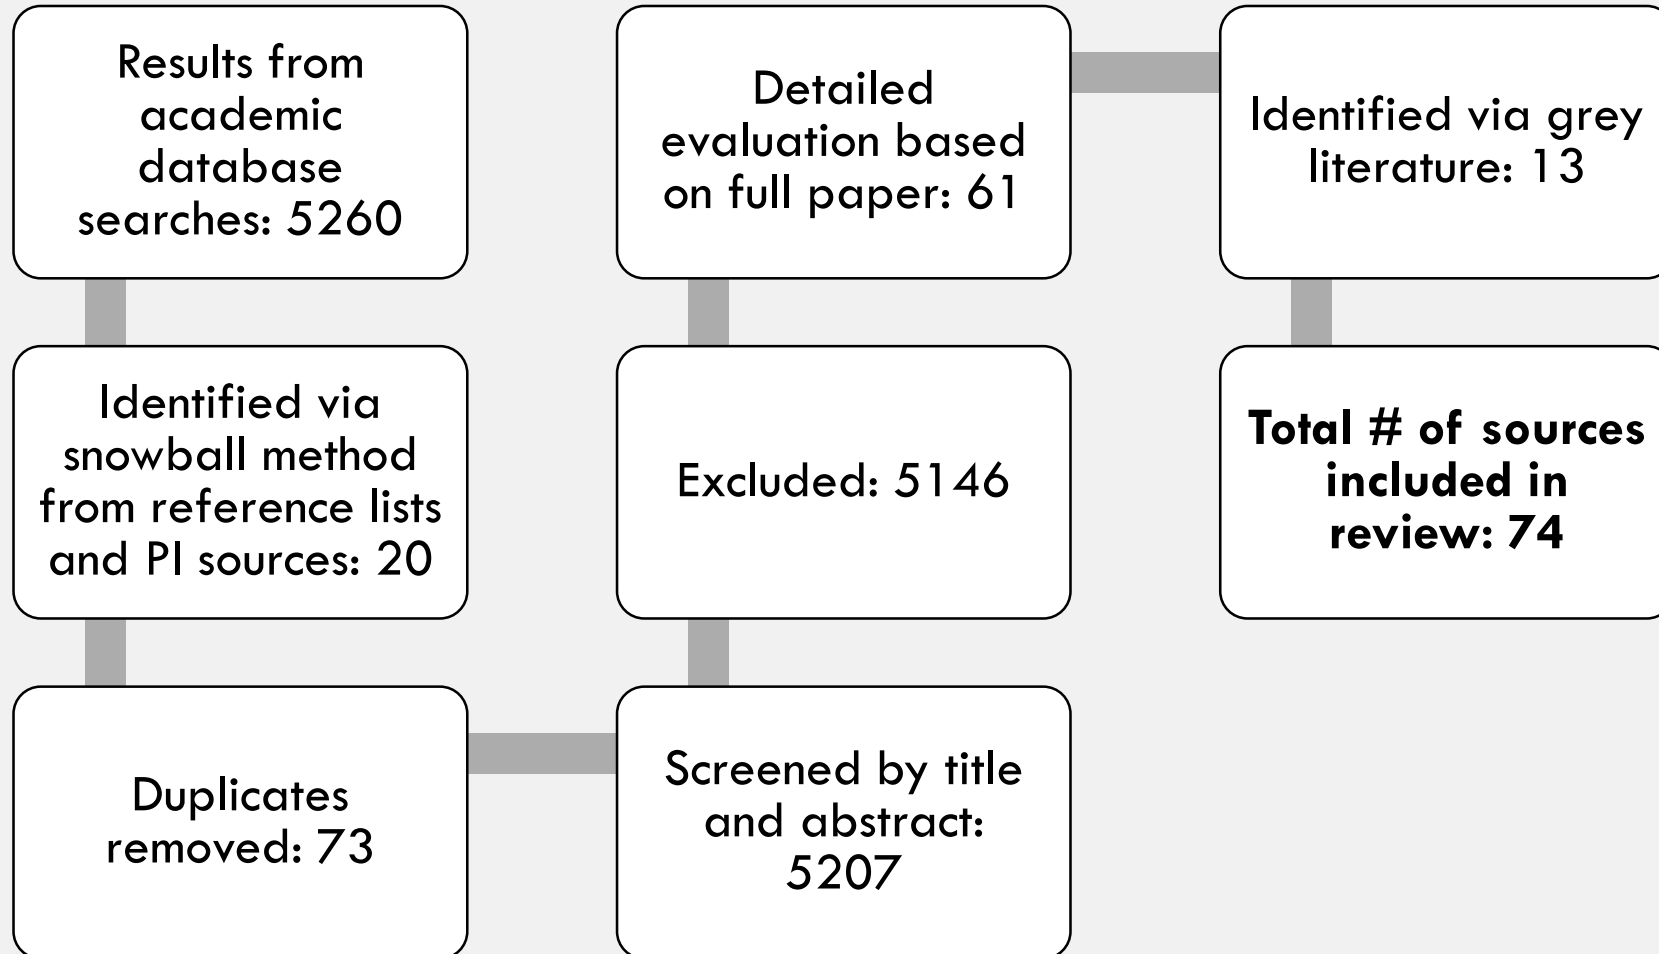 Results from
academic
database
searches: 5260
Identified via
snowball method
from reference lists
and PI sources: 20
Duplicates
removed: 73
Screened by title
and abstract:
5207
Excluded: 5146
Detailed
evaluation based
on full paper: 61
Identified via grey
literature: 13
Total # of sources
included in
review: 74